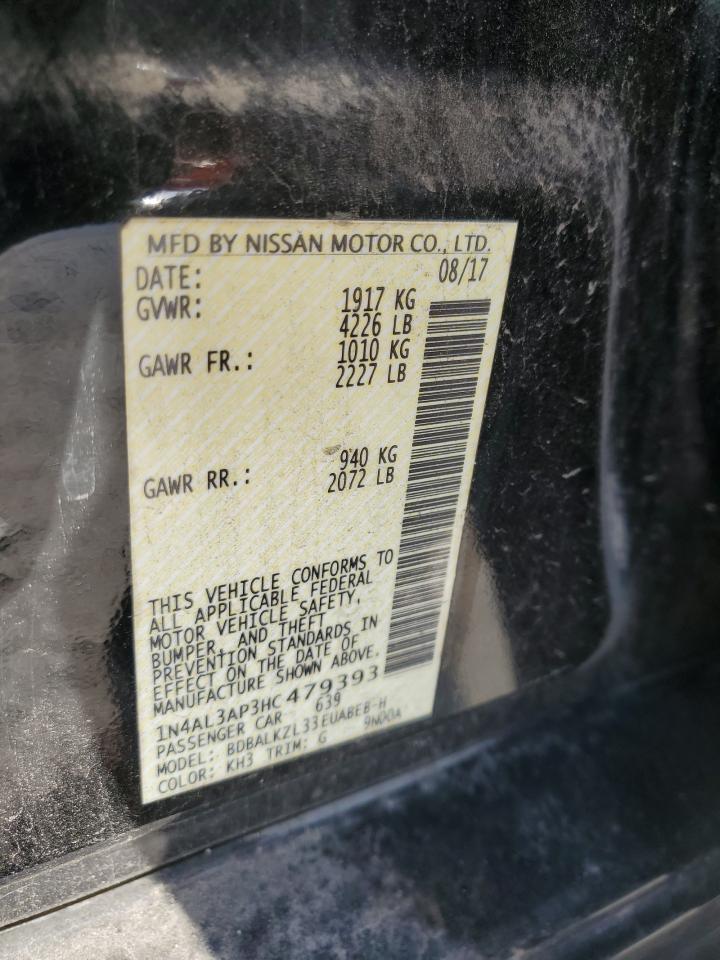 MFD BY NISSAN MOTOR CO., LTD.
DATE: 08/17
GVWR: 1917 KG
4226 LB
GAWR FR.: 1010 KG
2227 LB
GAWR RR.: 940 KG
2072 LB
THIS VEHICLE CONFORMS TO
ALL APPLICABLE FEDERAL
MOTOR VEHICLE SAFETY,
BUMPER, AND THEFT
PREVENTION STANDARDS IN
EFFECT ON THE DATE OF
MANUFACTURE SHOWN ABOVE.
1N4AL3AP3HC479393
PASSENGER CAR 639
MODEL: BDBALKZL33EUABEB-H
COLOR: KH3 TRIM: G 9NDOA